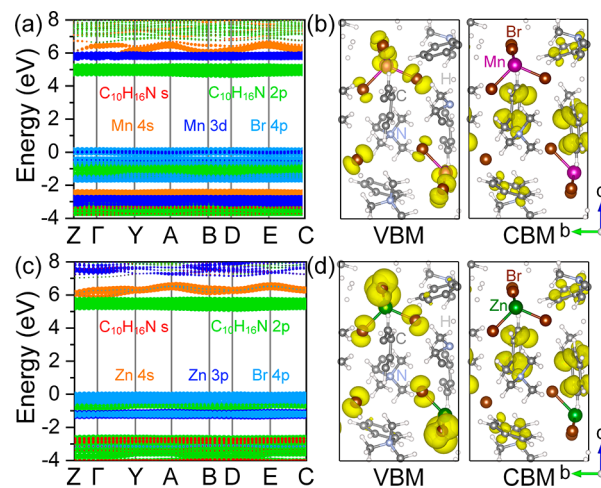 (a)
8
6
4
2
0
-2
-4
Energy (eV)
C₁₀H₁₆N s
C₁₀H₁₆N 2p
Mn 4s
Mn 3d
Br 4p
Z Γ Y A B D E C
(b)
H
C
N
VBM
Br
Mn
CBM
c
b
(c)
8
6
4
2
0
-2
-4
Energy (eV)
C₁₀H₁₆N s
C₁₀H₁₆N 2p
Zn 4s
Zn 3p
Br 4p
Z Γ Y A B D E C
(d)
H
C
N
VBM
Br
Zn
CBM
c
b